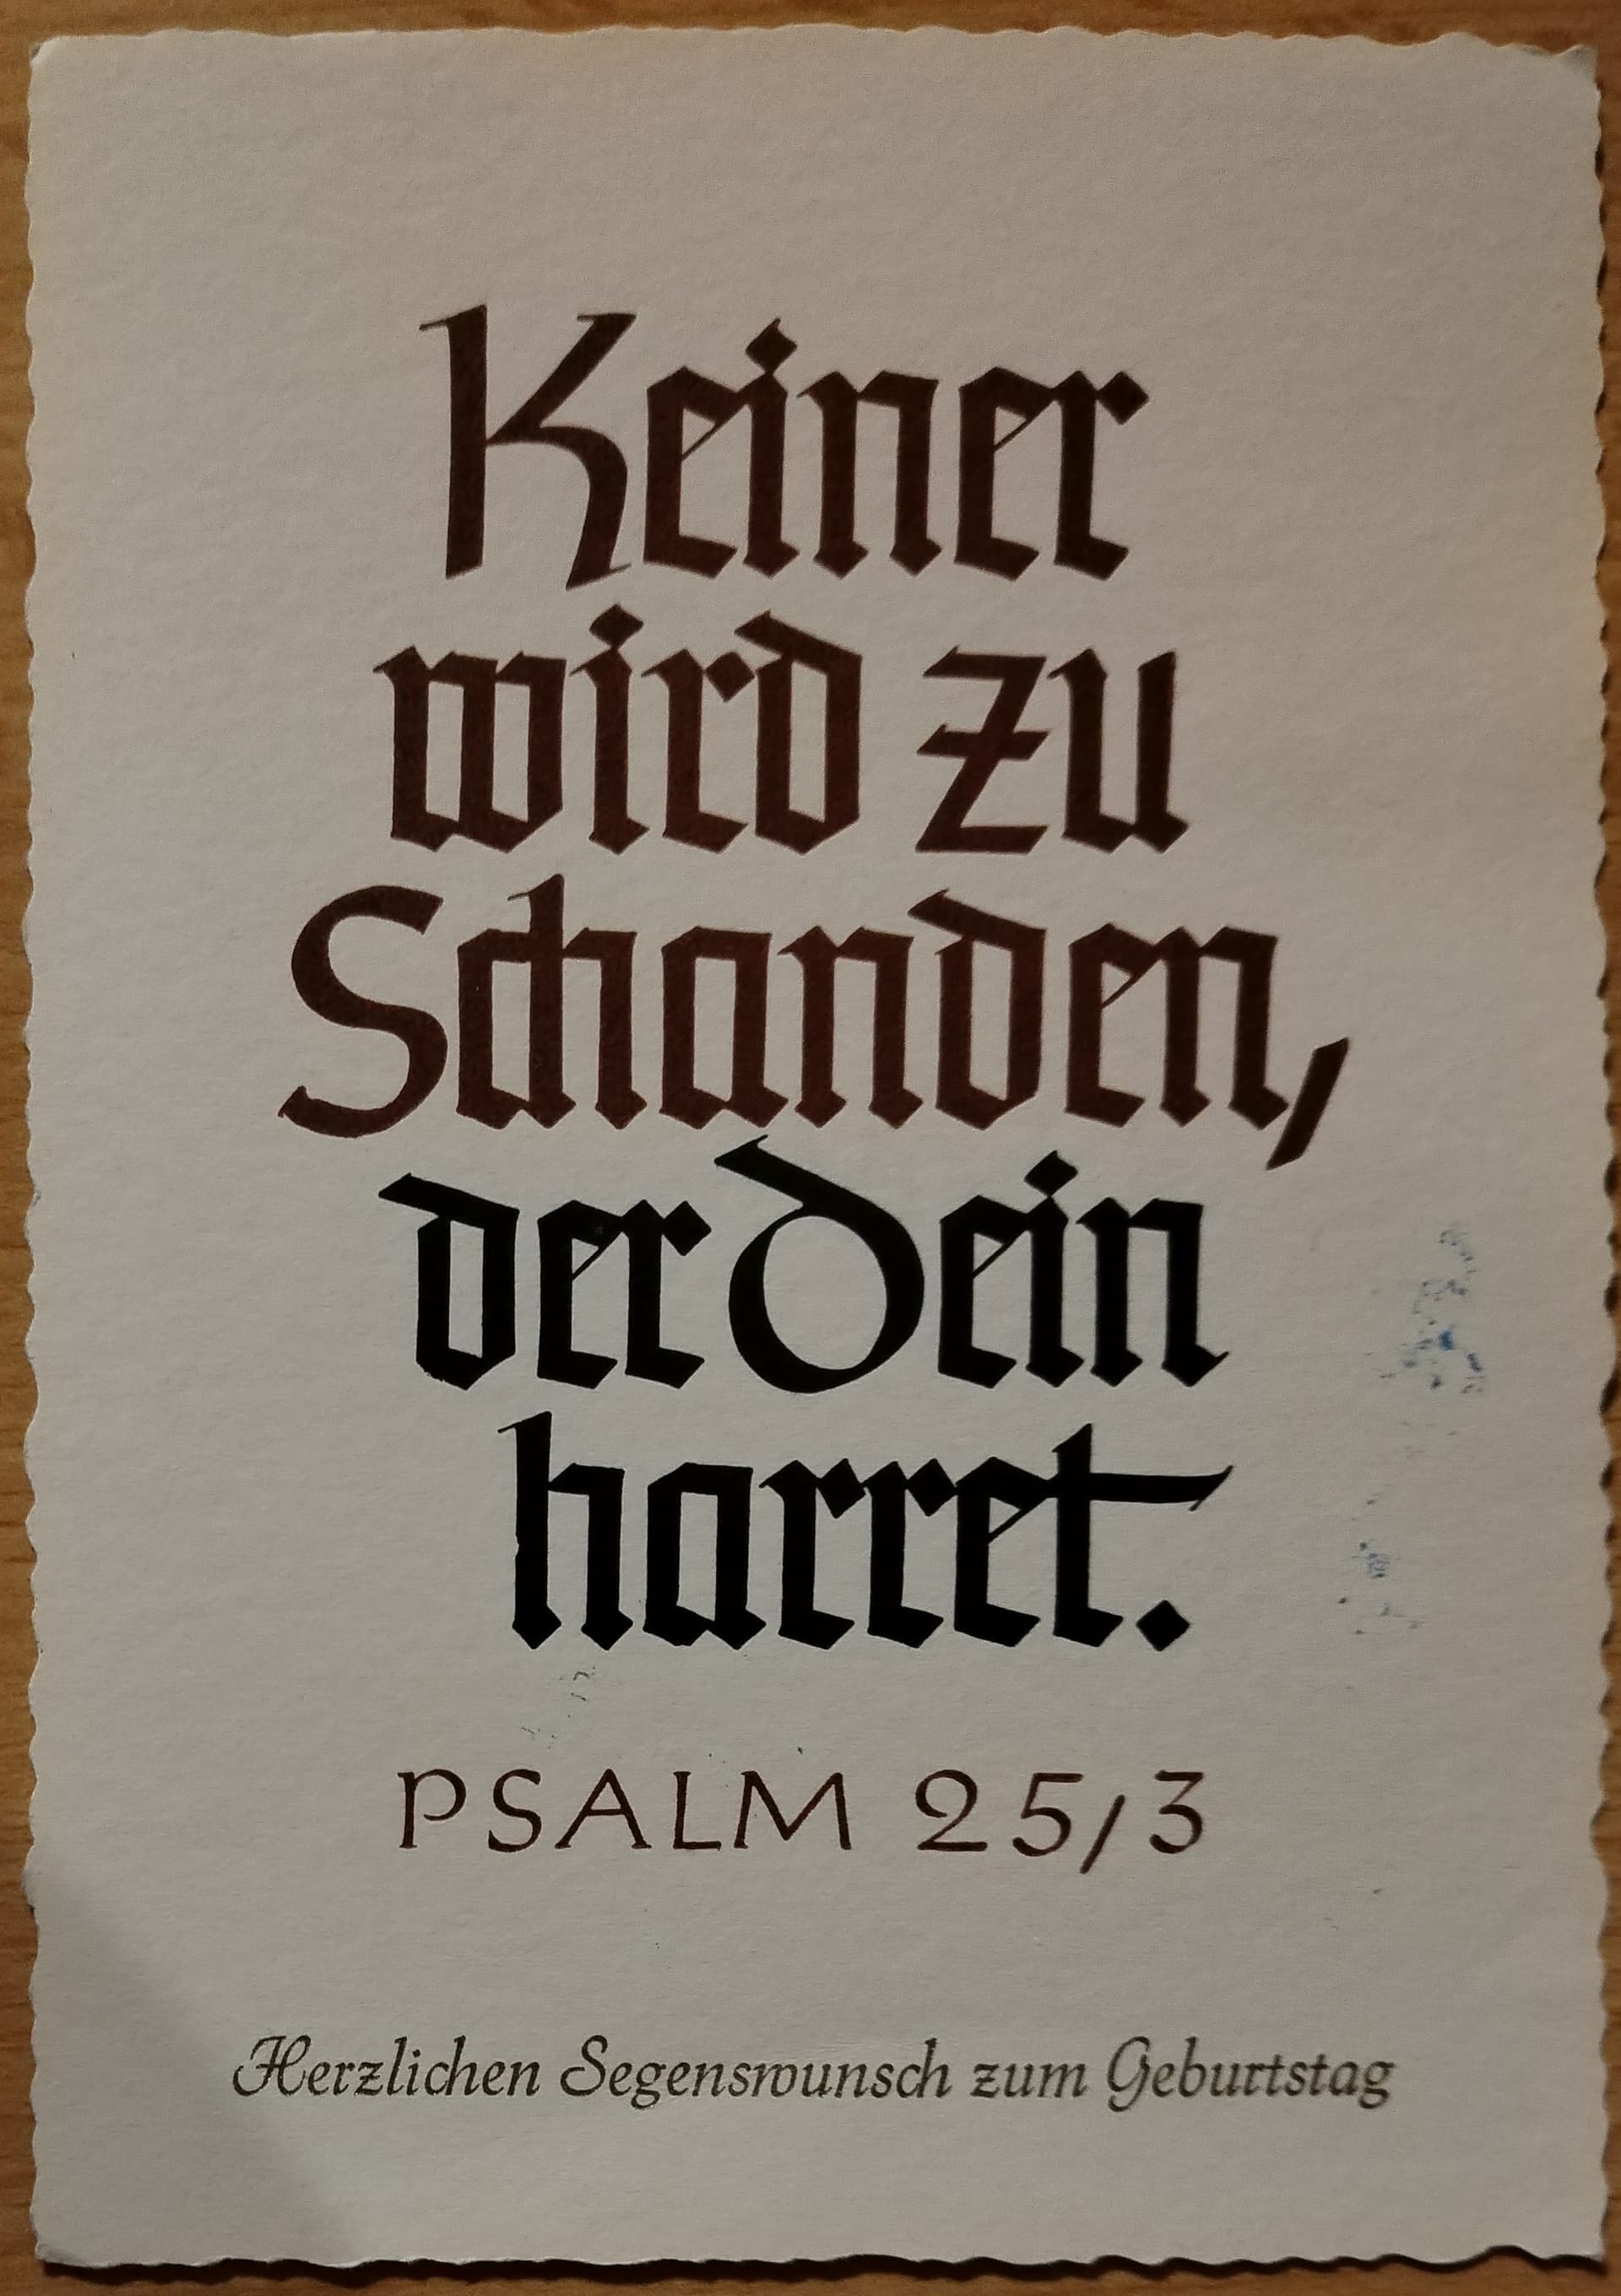 Keiner
wird zu
Schanden,
der Dein
harret.
PSALM 25/3
Herzlichen Segenswunsch zum Geburtstag